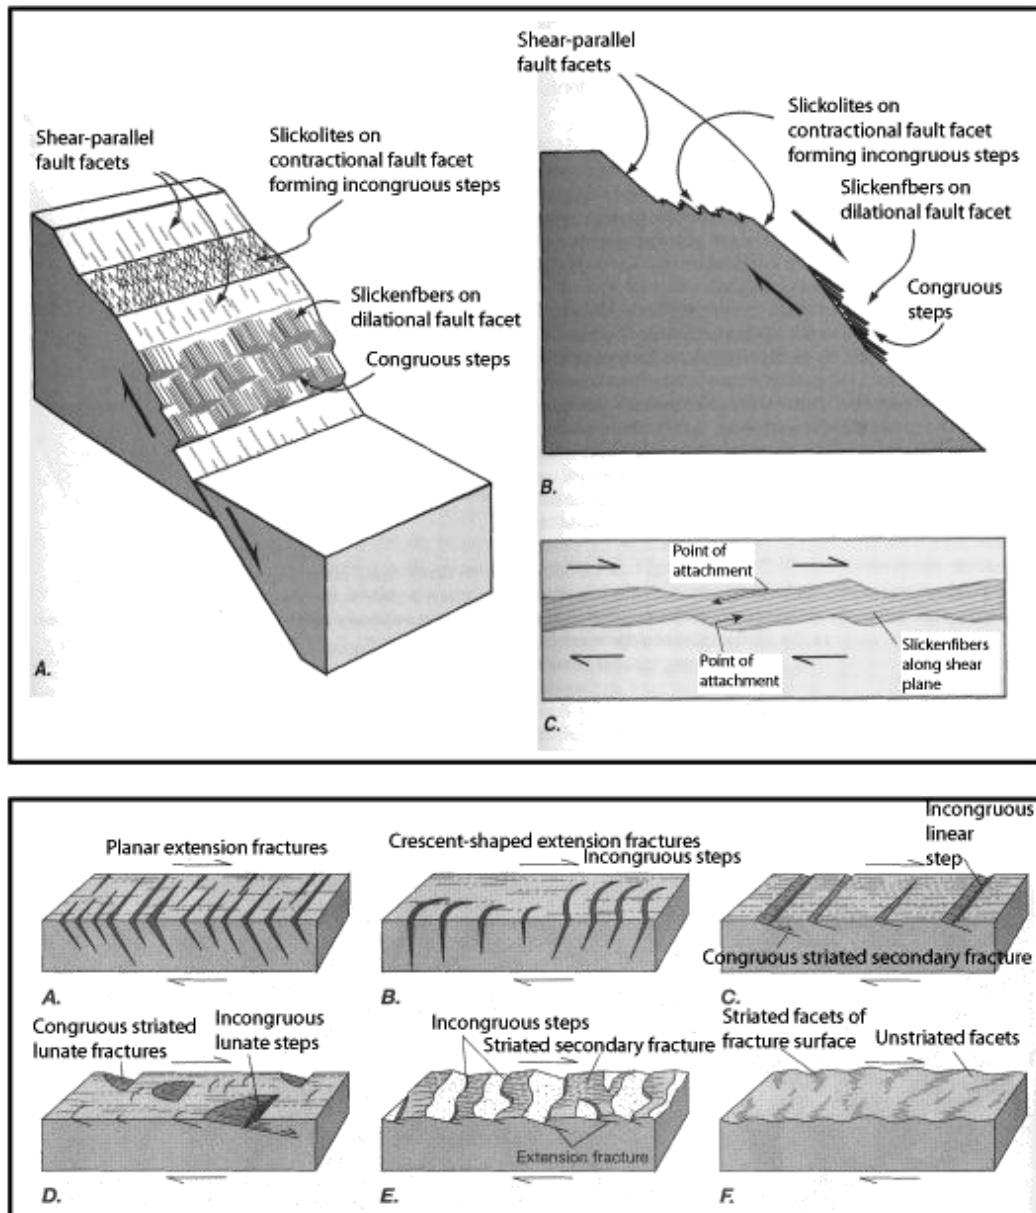 Shear-parallel
fault facets
Slickolites on
contractional fault facet
forming incongruous steps
Slickenfbers on
dilational fault facet
Congruous steps
A.
Shear-parallel
fault facets
Slickolites on
contractional fault facet
forming incongruous steps
Slickenfbers on
dilational fault facet
Congruous
steps
B.
Point of
attachment
Point of
attachment
Slickenfibers
along shear
plane
C.
Planar extension fractures
A.
Crescent-shaped extension fractures
Incongruous steps
B.
Incongruous
linear
step
Congruous striated secondary fracture
C.
Congruous striated
lunate fractures
Incongruous
lunate steps
D.
Incongruous steps
Striated secondary fracture
Extension fracture
E.
Striated facets of
fracture surface
Unstriated facets
F.